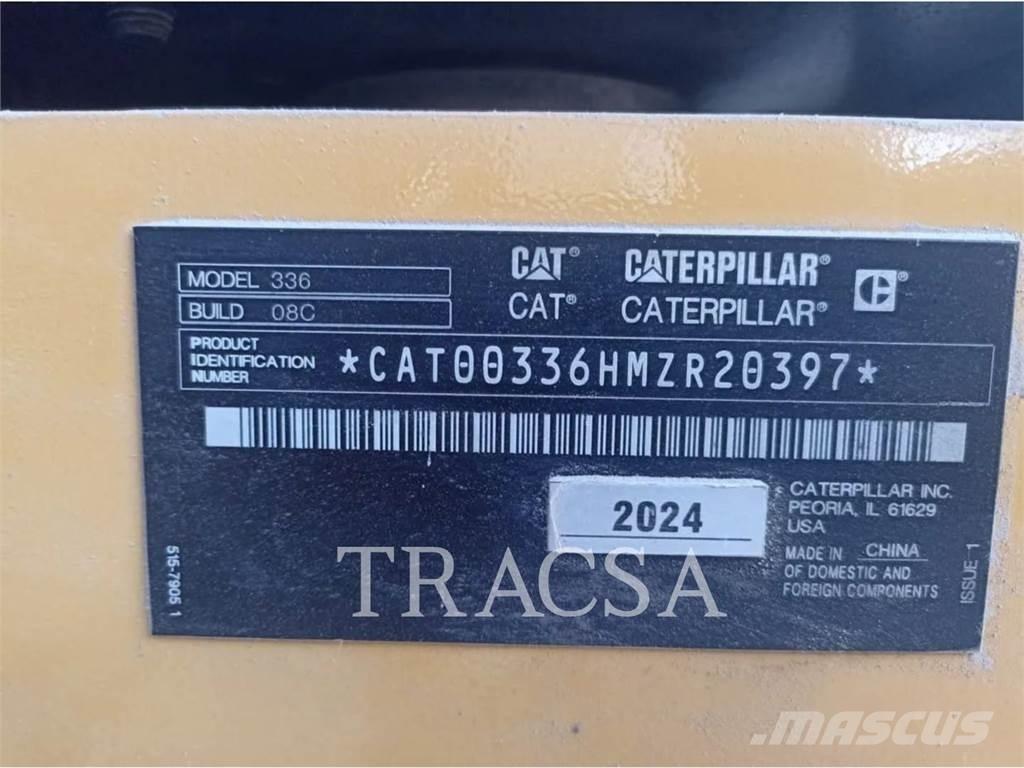 MODEL 336
BUILD 08C
CAT® CATERPILLAR® C®
CAT® CATERPILLAR®
PRODUCT
IDENTIFICATION
NUMBER
*CAT00336HMZR20397*
2024
CATERPILLAR INC.
PEORIA, IL 61629
USA
MADE IN CHINA
OF DOMESTIC AND
FOREIGN COMPONENTS
ISSUE 1
515-7905 1
TRACSA
MASCUS